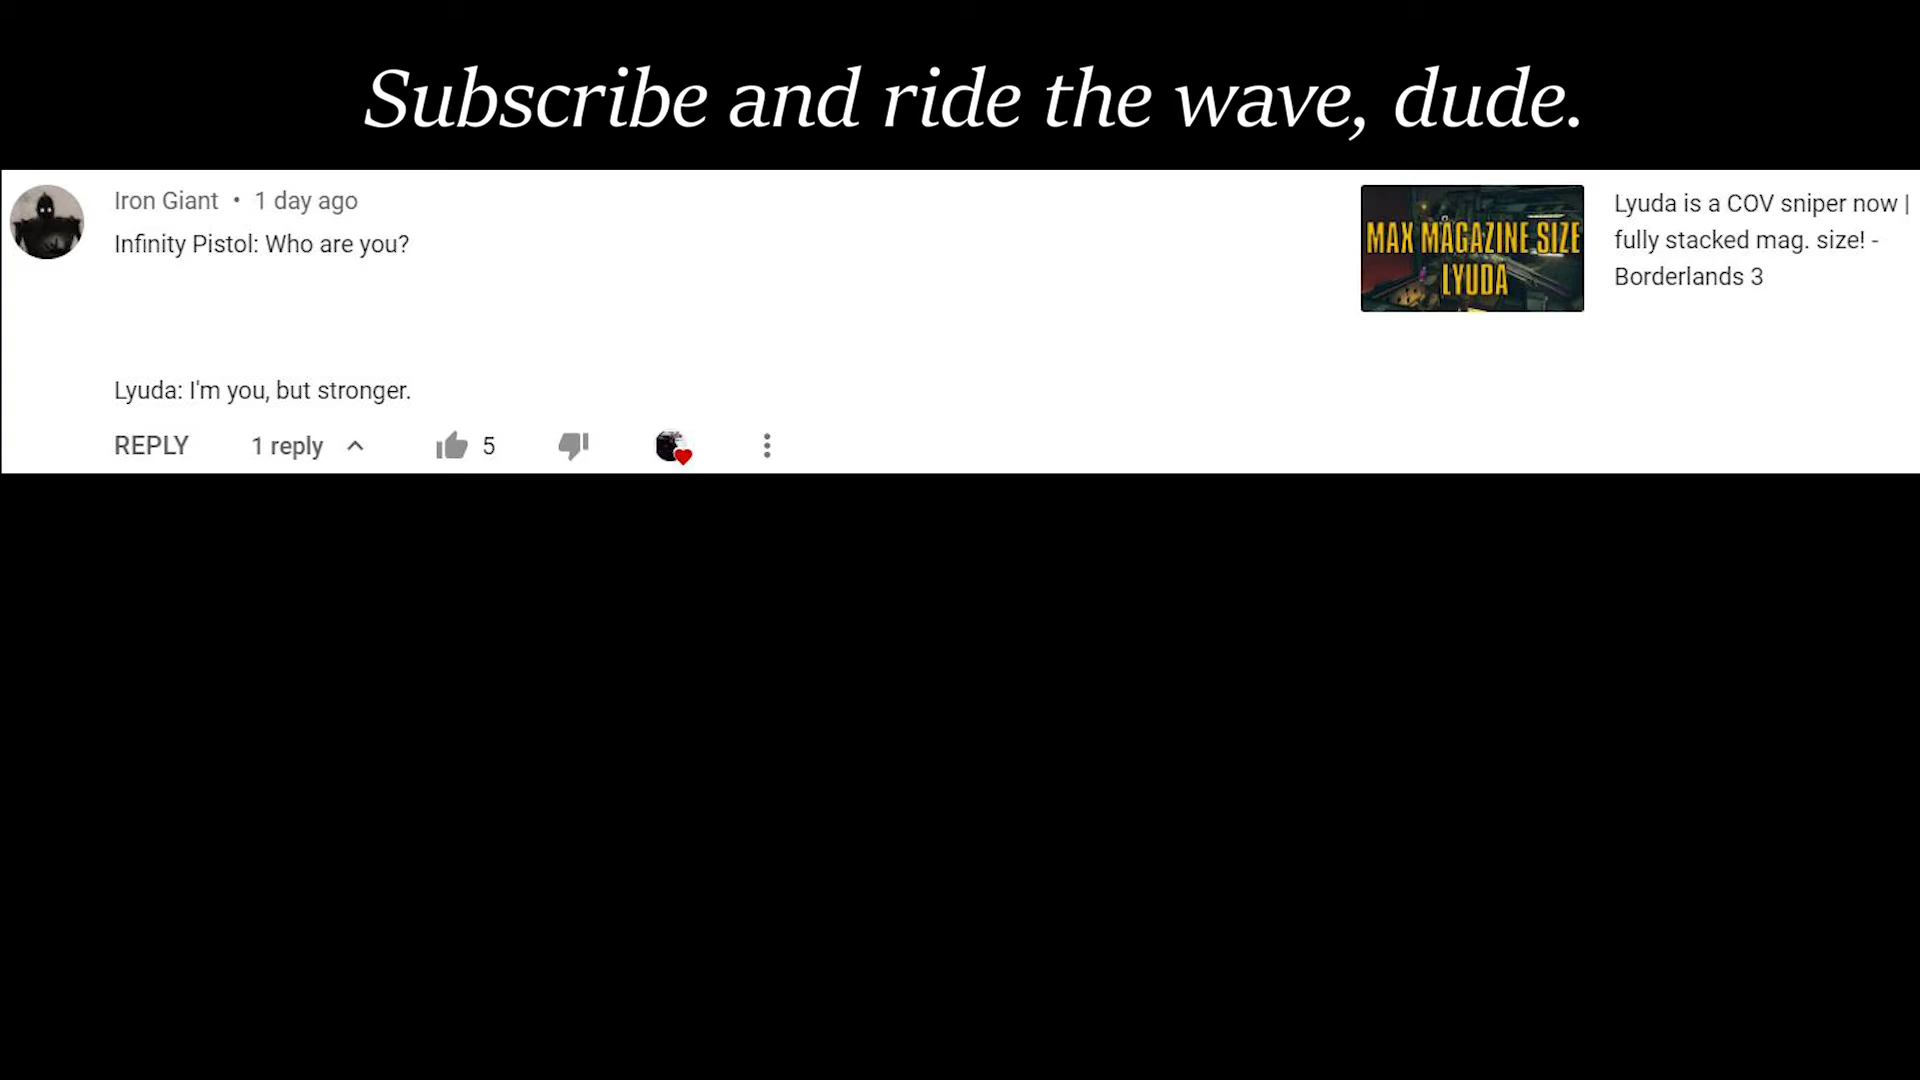 Subscribe and ride the wave, dude.
Iron Giant • 1 day ago
Infinity Pistol: Who are you?
Lyuda: I'm you, but stronger.
REPLY 1 reply 5
MAX MAGAZINE SIZE
LYUDA
Lyuda is a COV sniper now |
fully stacked mag. size! -
Borderlands 3